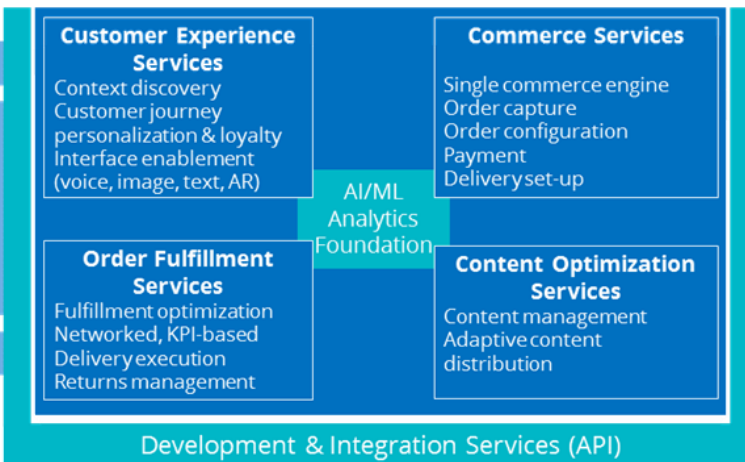 Customer Experience
Services
Context discovery
Customer journey
personalization & loyalty
Interface enablement
(voice, image, text, AR)
Commerce Services
Single commerce engine
Order capture
Order configuration
Payment
Delivery set-up
AI/ML
Analytics
Foundation
Order Fulfillment
Services
Fulfillment optimization
Networked, KPI-based
Delivery execution
Returns management
Content Optimization
Services
Content management
Adaptive content
distribution
Development & Integration Services (API)